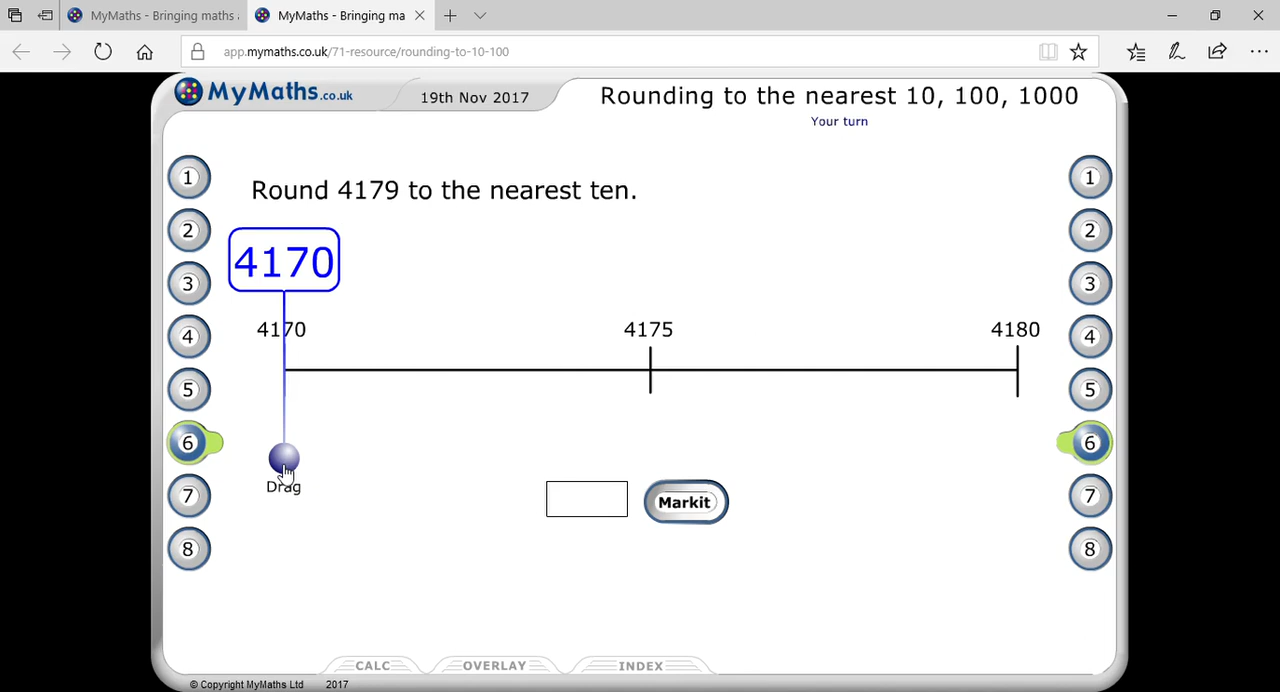 MyMaths - Bringing maths a
MyMaths - Bringing ma
app.mymaths.co.uk/71-resource/rounding-to-10-100
MyMaths.co.uk
19th Nov 2017
Rounding to the nearest 10, 100, 1000
Your turn
1
1
Round 4179 to the nearest ten.
2
2
4170
3
3
4170
4175
4180
4
4
5
5
6
6
Drag
7
7
Markit
8
8
CALC
OVERLAY
INDEX
© Copyright MyMaths Ltd
2017